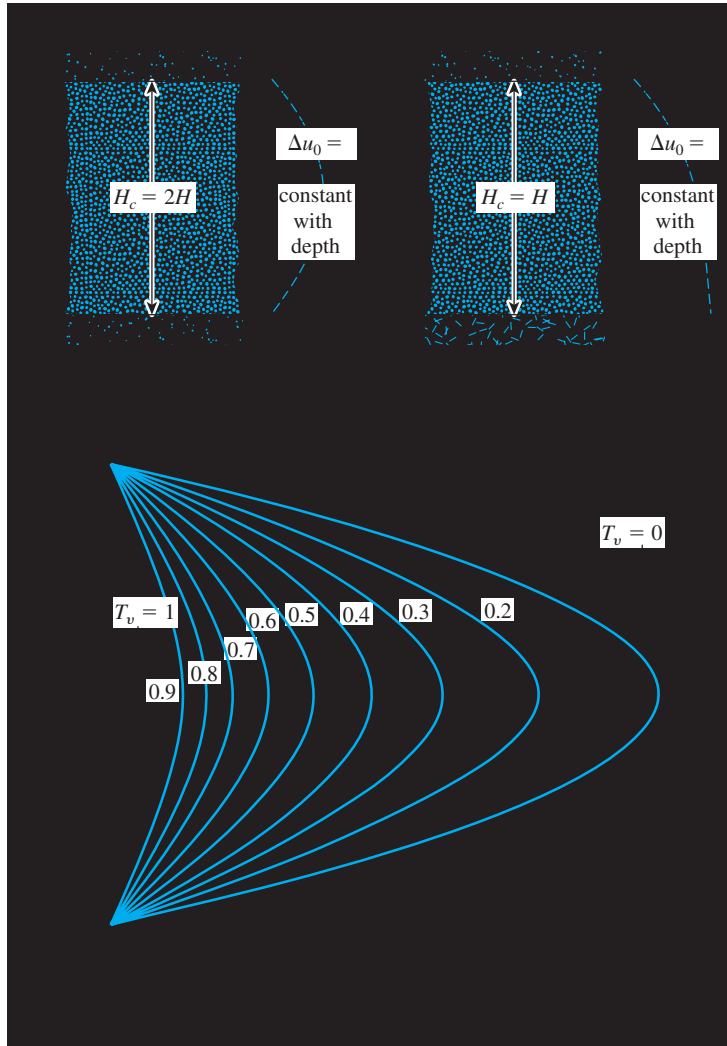 Δu₀ =
constant
with
depth
H_c = 2H
Δu₀ =
constant
with
depth
H_c = H
T_v = 0
T_v = 1
0.6
0.5
0.4
0.3
0.2
0.7
0.8
0.9